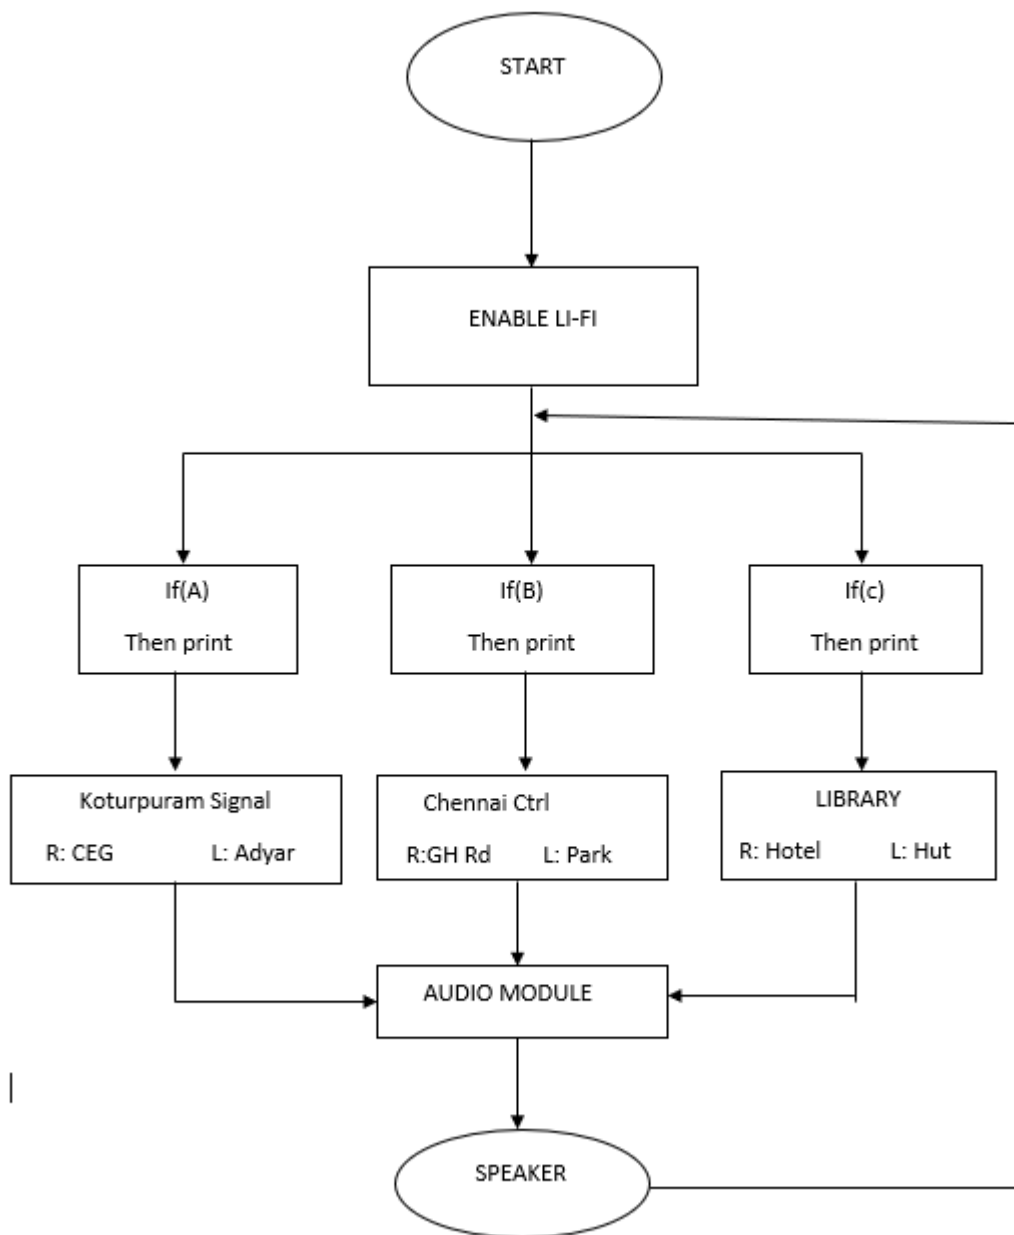 START
ENABLE LI-FI
If(A)
Then print
If(B)
Then print
If(c)
Then print
Koturpuram Signal
R: CEG L: Adyar
Chennai Ctrl
R:GH Rd L: Park
LIBRARY
R: Hotel L: Hut
AUDIO MODULE
SPEAKER